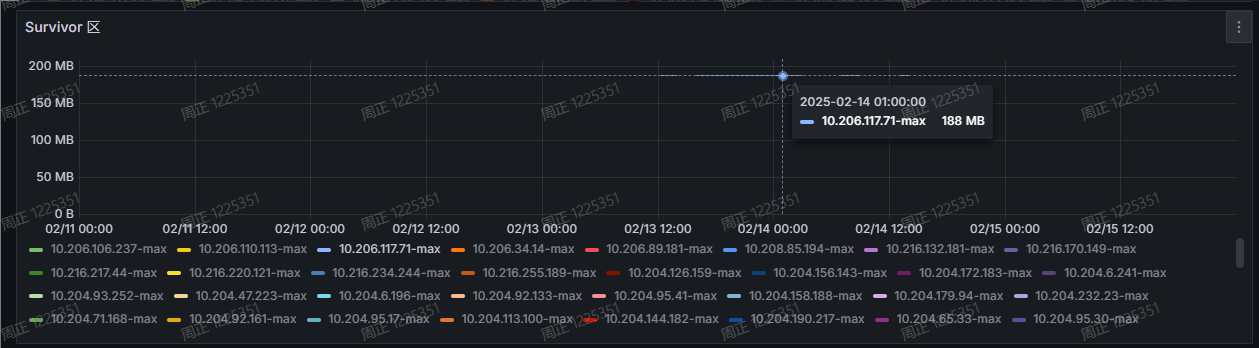 Survivor
200 MB
150 MB
100 MB
50 MB
0 B
2025-02-14 01:00:00
10.206.117.71-max 188 MB
02/11 00:00 02/11 12:00 02/12 00:00 02/12 12:00 02/13 00:00 02/13 12:00 02/14 00:00 02/14 12:00 02/15 00:00 02/15 12:00
10.206.106.237-max 10.206.110.113-max 10.206.117.71-max 10.206.34.14-max 10.206.89.181-max 10.208.85.194-max 10.216.132.181-max 10.216.170.149-max
10.216.217.44-max 10.216.220.121-max 10.216.234.244-max 10.216.255.189-max 10.204.126.159-max 10.204.156.143-max 10.204.172.183-max 10.204.6.241-max
10.204.93.252-max 10.204.47.223-max 10.204.6.196-max 10.204.92.133-max 10.204.95.41-max 10.204.158.188-max 10.204.179.94-max 10.204.232.23-max
10.204.71.168-max 10.204.92.161-max 10.204.95.17-max 10.204.113.100-max 10.204.144.182-max 10.204.190.217-max 10.204.65.33-max 10.204.95.30-max
周正 1225351